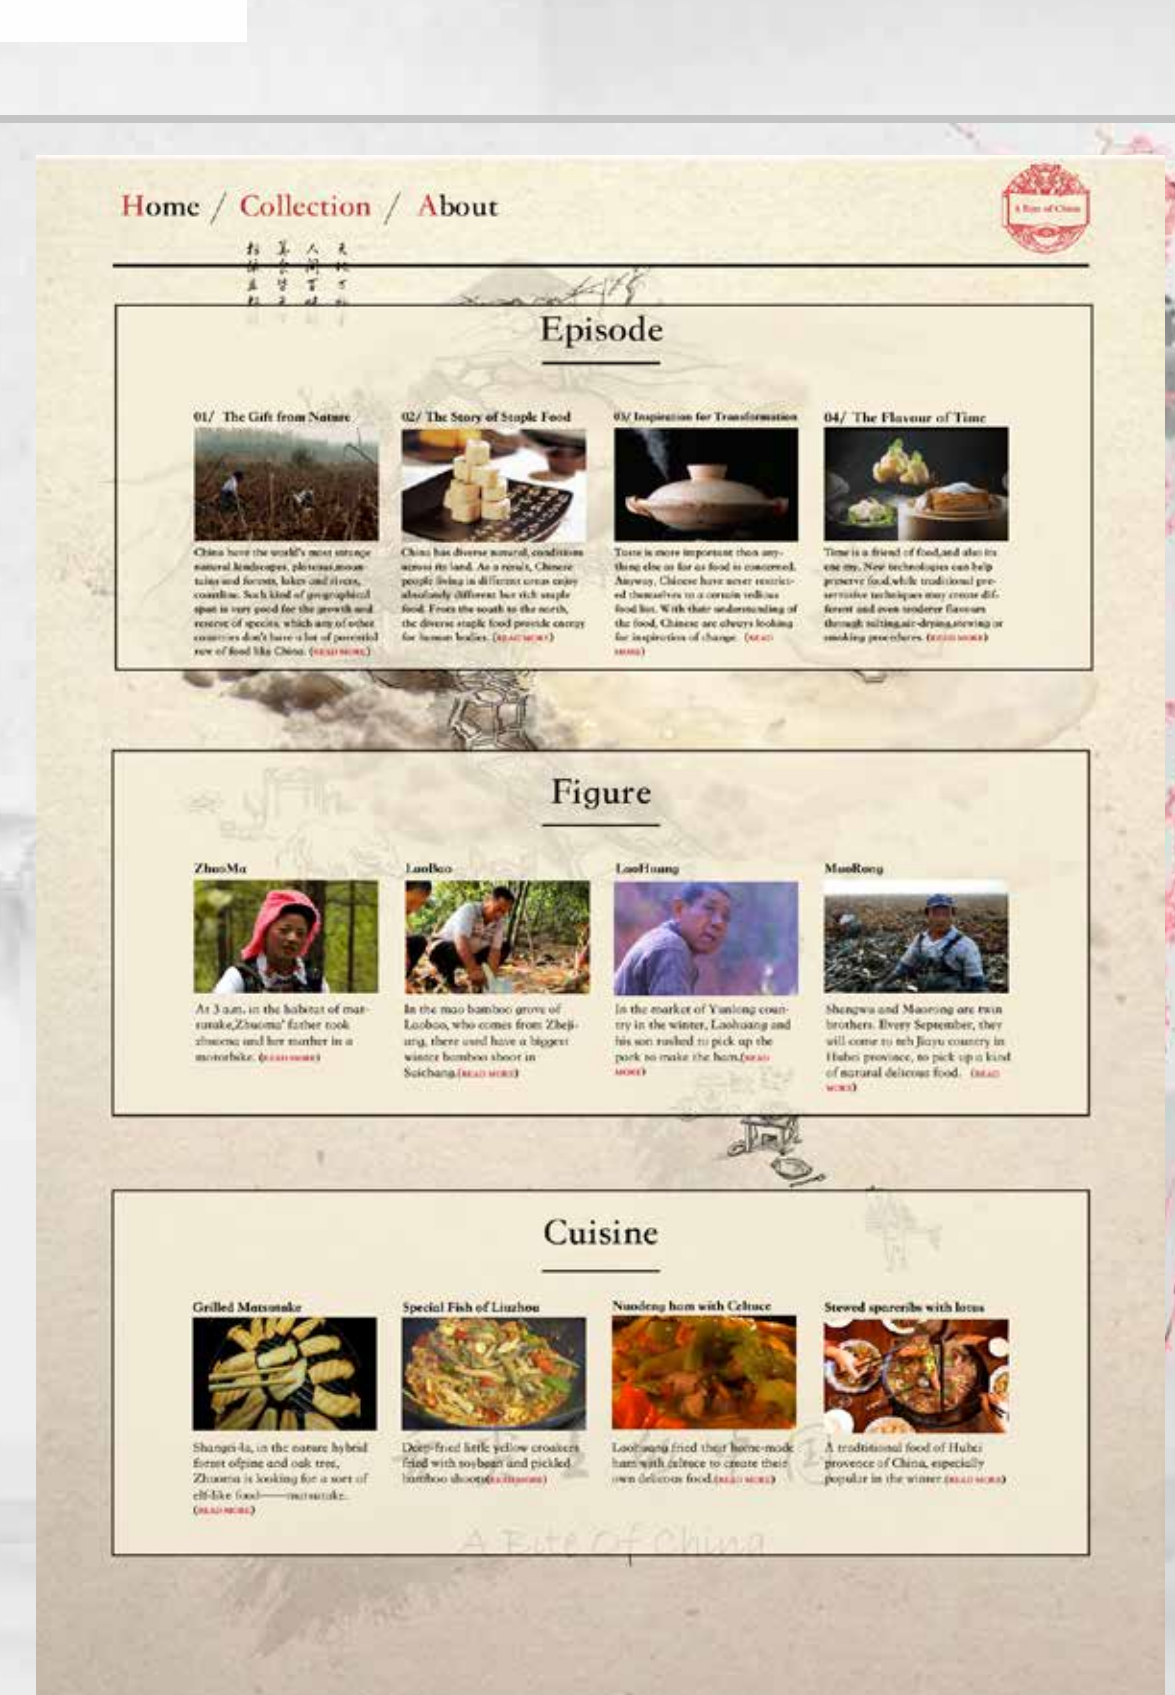 Home / Collection / About
A Bite of China
Episode
01/ The Gift from Nature
China have the world's most strange
natural landscapes, plateaus,moun-
tains and forests, lakes and rivers,
coastline. Such kind of geographical
span is very good for the growth and
reserve of species, which any of other
countries don't have a lot of potential
raw of food like China. (READ MORE)
02/ The Story of Staple Food
China has diverse natural, conditions
across its land. As a result, Chinese
people living in different areas enjoy
absolutely different but rich staple
food. From the south to the north,
the diverse staple food provide energy
for human bodies. (READ MORE)
03/ Inspiration for Transformation
Taste is more important than any-
thing else as far as food is concerned.
Anyway, Chinese have never restrict-
ed themselves to a certain tedious
food list. With their understanding of
the food, Chinese are always looking
for inspiration of change. (READ
MORE)
04/ The Flavour of Time
Time is a friend of food,and also its
ene my. New technologies can help
preserve food,while traditional pre-
servative techniques may create dif-
ferent and even tenderer flavours
through salting,air-drying,stewing or
smoking procedures. (READ MORE)
Figure
ZhuoMa
At 3 a.m. in the habitat of mat-
sutake,Zhuoma' father took
zhuoma and her mother in a
motorbike. (READ MORE)
LaoBao
In the mao bamboo grove of
Laobao, who comes from Zheji-
ang, there used have a biggest
winter bamboo shoot in
Suichang.(READ MORE)
LaoHuang
In the market of Yunlong coun-
try in the winter, Laohuang and
his son rushed to pick up the
pork to make the ham.(READ
MORE)
MaoRong
Shengwu and Maorong are twin
brothers. Every September, they
will come to teh Jiayu country in
Hubei province, to pick up a kind
of natural delicous food. (READ
MORE)
Cuisine
Grilled Matsutake
Shangri-la, in the nature hybrid
forest ofpine and oak tree,
Zhuoma is looking for a sort of
elf-like food——matsutake.
(READ MORE)
Special Fish of Liuzhou
Deep-fried little yellow croakers
fried with soybean and pickled
bamboo shoots(READ MORE)
Nuodeng ham with Celtuce
Laohuang fried their home-made
ham with celtuce to create their
own delicous food.(READ MORE)
Stewed spareribs with lotus
A traditional food of Hubei
provence of China, especially
popular in the winter.(READ MORE)
A Bite Of China